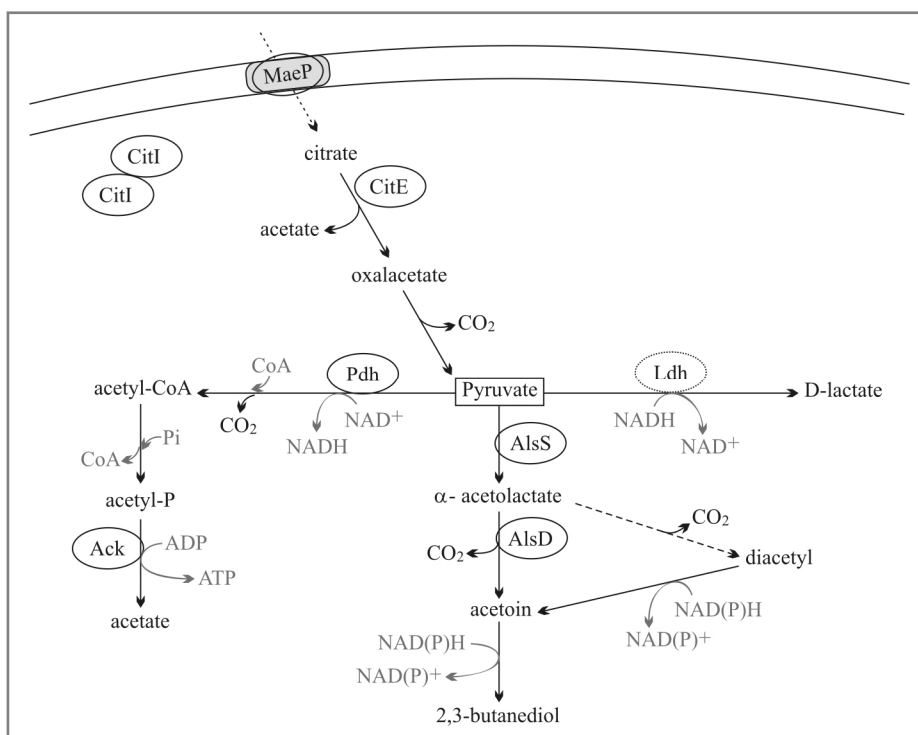 MaeP
citrate
CitI
CitI
CitE
acetate
oxalacetate
CO₂
acetyl-CoA
CoA
Pdh
Pyruvate
Ldh
D-lactate
CO₂
NADH
NAD⁺
NADH
NAD⁺
AlsS
CoA
Pi
acetyl-P
α- acetolactate
CO₂
Ack
ADP
ATP
CO₂
AlsD
diacetyl
acetate
acetoin
NAD(P)H
NAD(P)⁺
NAD(P)H
NAD(P)⁺
2,3-butanediol